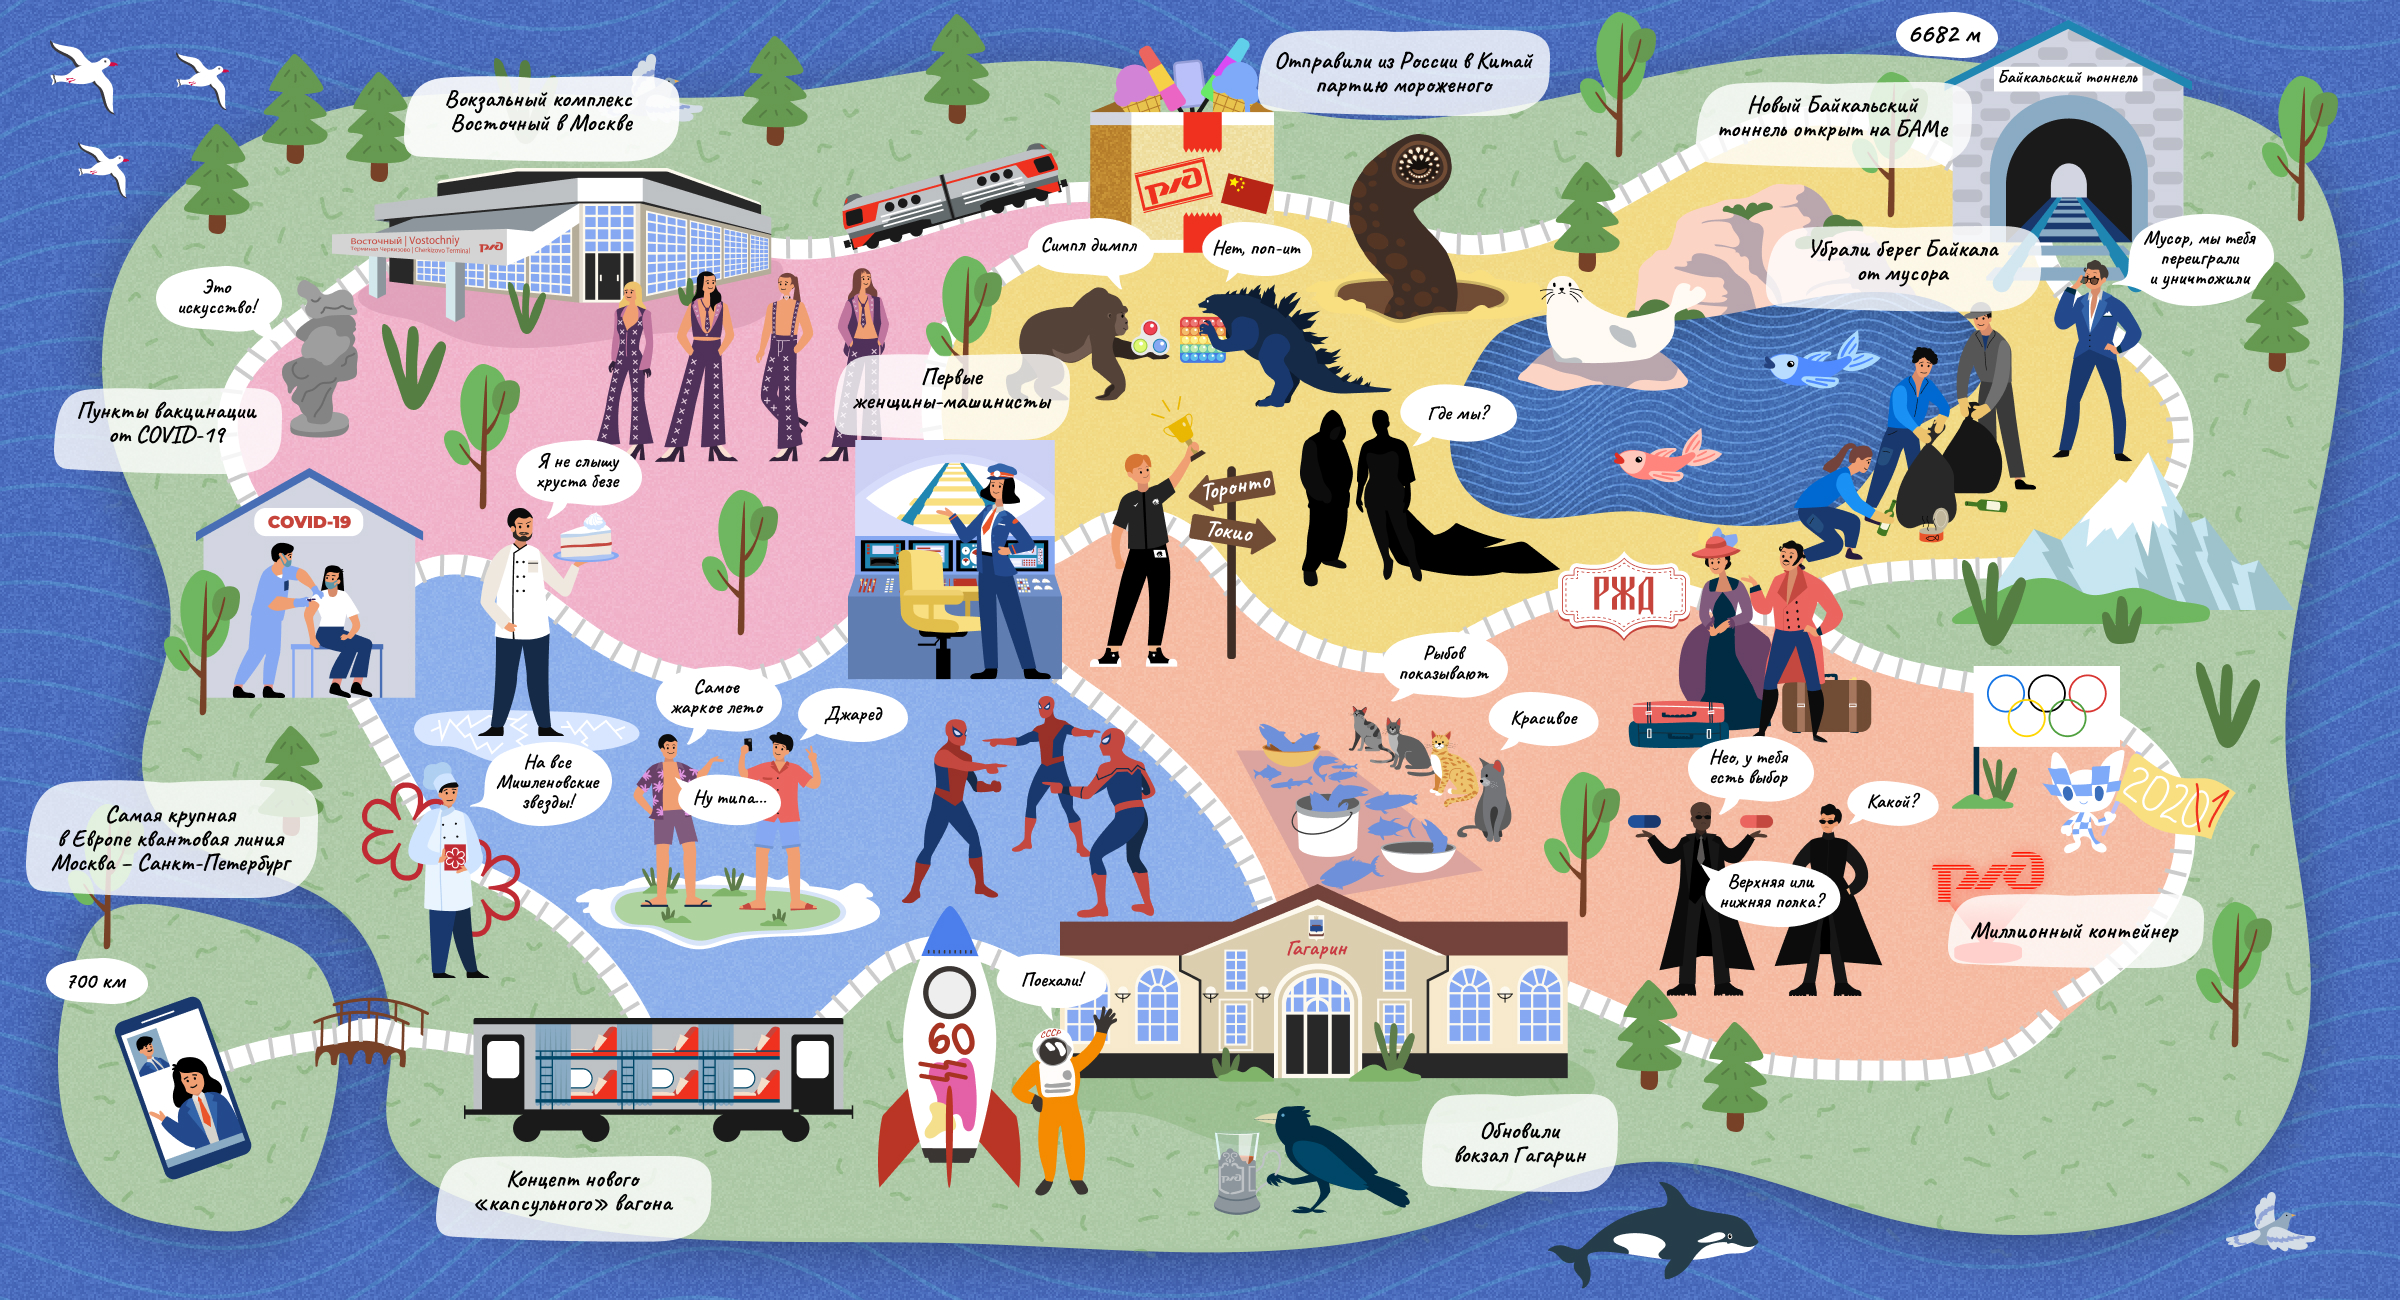 6682 м
Байкальский тоннель
Отправили из России в Китай
партию мороженого
Вокзальный комплекс
Восточный в Москве
Новый Байкальский
тоннель открыт на БАМе
ржд
Восточный | Vostochniy
Терминал Черкизово | Cherkizovo Terminal
ржд
Симпл димпл
Нет, поп-ит
Убрали берег Байкала
от мусора
Мусор, мы тебя
переиграли
и уничтожили
Это
искусство!
Первые
женщины-машинисты
Пункты вакцинации
от COVID-19
Где мы?
Я не слышу
хруста безе
COVID-19
Торонто
Токио
РЖД
Рыбов
показывают
Красивое
Самое
жаркое лето
Джаред
Ну типа...
На все
Мишленовские
звезды!
Нео, у тебя
есть выбор
Какой?
Верхняя или
нижняя полка?
20201
ржд
Миллионный контейнер
Самая крупная
в Европе квантовая линия
Москва – Санкт-Петербург
700 км
Гагарин
Поехали!
60
СССР
Обновили
вокзал Гагарин
ржд
Концепт нового
«капсульного» вагона